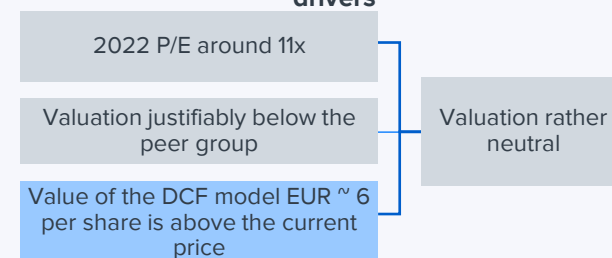 drivers
2022 P/E around 11x
Valuation justifiably below the
peer group
Value of the DCF model EUR ~ 6
per share is above the current
price
Valuation rather
neutral